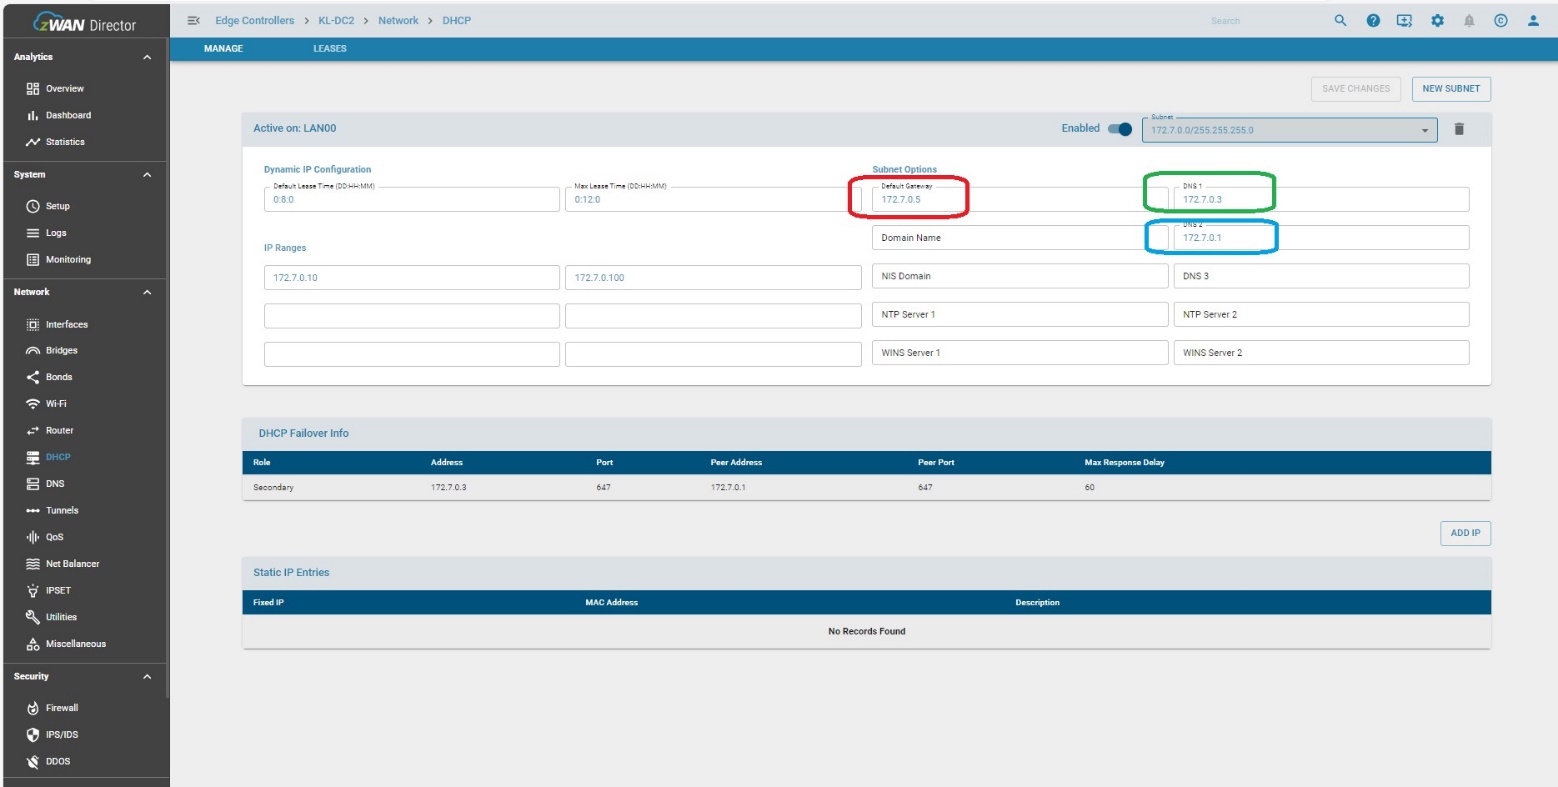 zWAN Director
Edge Controllers > KL-DC2 > Network > DHCP
Search
MANAGE
LEASES
Analytics
Overview
Dashboard
Statistics
System
Setup
Logs
Monitoring
Network
Interfaces
Bridges
Bonds
Wi-Fi
Router
DHCP
DNS
Tunnels
QoS
Net Balancer
IPSET
Utilities
Miscellaneous
Security
Firewall
IPS/IDS
DDOS
SAVE CHANGES
NEW SUBNET
Active on: LAN00
Enabled
Subnet
172.7.0.0/255.255.255.0
Dynamic IP Configuration
Default Lease Time (DD:HH:MM)
0:8:0
Max Lease Time (DD:HH:MM)
0:12:0
IP Ranges
172.7.0.10
172.7.0.100
Subnet Options
Default Gateway
172.7.0.5
DNS 1
172.7.0.3
Domain Name
DNS 2
172.7.0.1
NIS Domain
DNS 3
NTP Server 1
NTP Server 2
WINS Server 1
WINS Server 2
DHCP Failover Info
Role Address Port Peer Address Peer Port Max Response Delay
Secondary 172.7.0.3 647 172.7.0.1 647 60
ADD IP
Static IP Entries
Fixed IP MAC Address Description
No Records Found